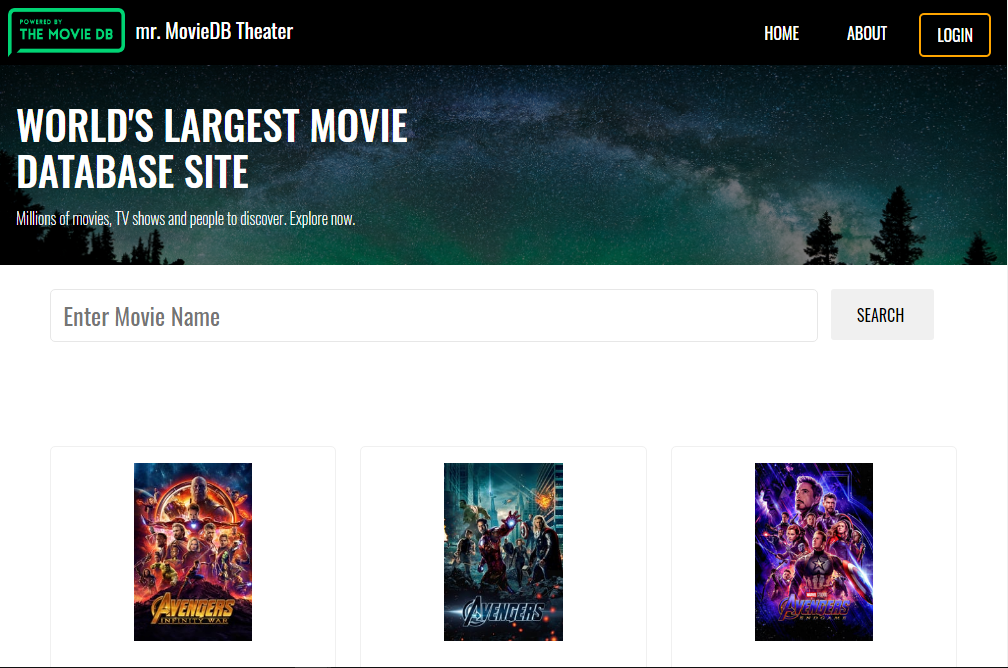 POWERED BY
THE MOVIE DB
mr. MovieDB Theater
HOME
ABOUT
LOGIN
WORLD'S LARGEST MOVIE
DATABASE SITE
Millions of movies, TV shows and people to discover. Explore now.
Enter Movie Name
SEARCH
AVENGERS
INFINITY WAR
AVENGERS
AVENGERS
ENDGAME